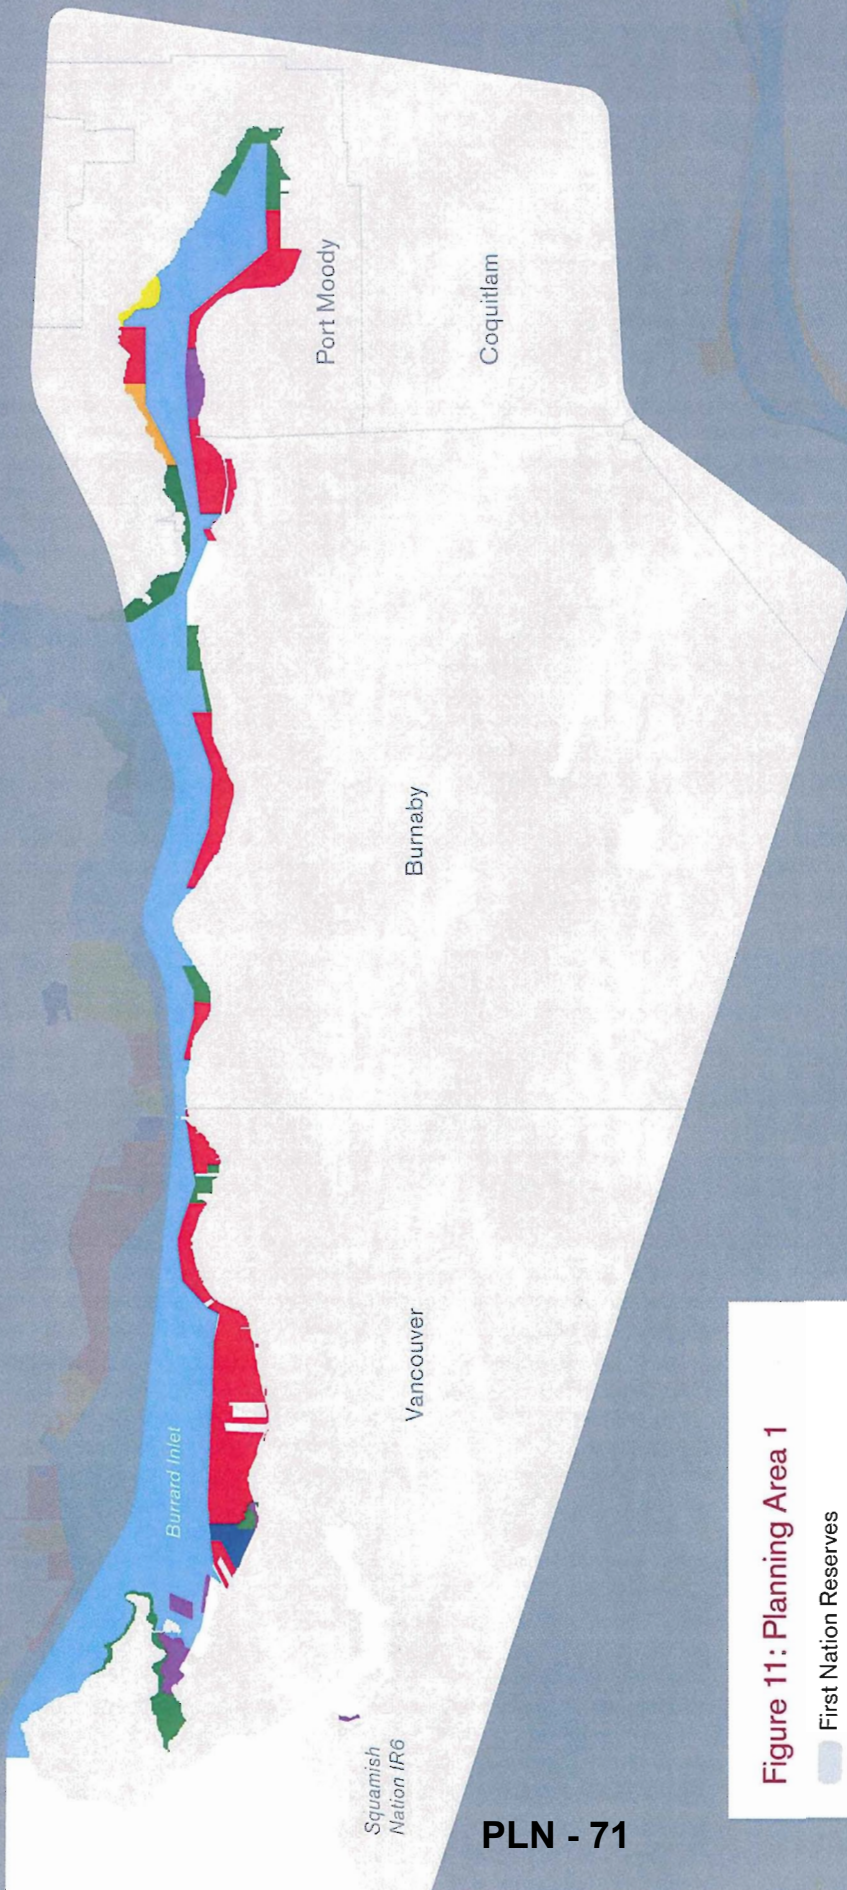 Port Moody
Coquitlam
Burnaby
Vancouver
Burrard Inlet
Squamish
Nation IR6
Figure 11: Planning Area 1
First Nation Reserves
PLN - 71